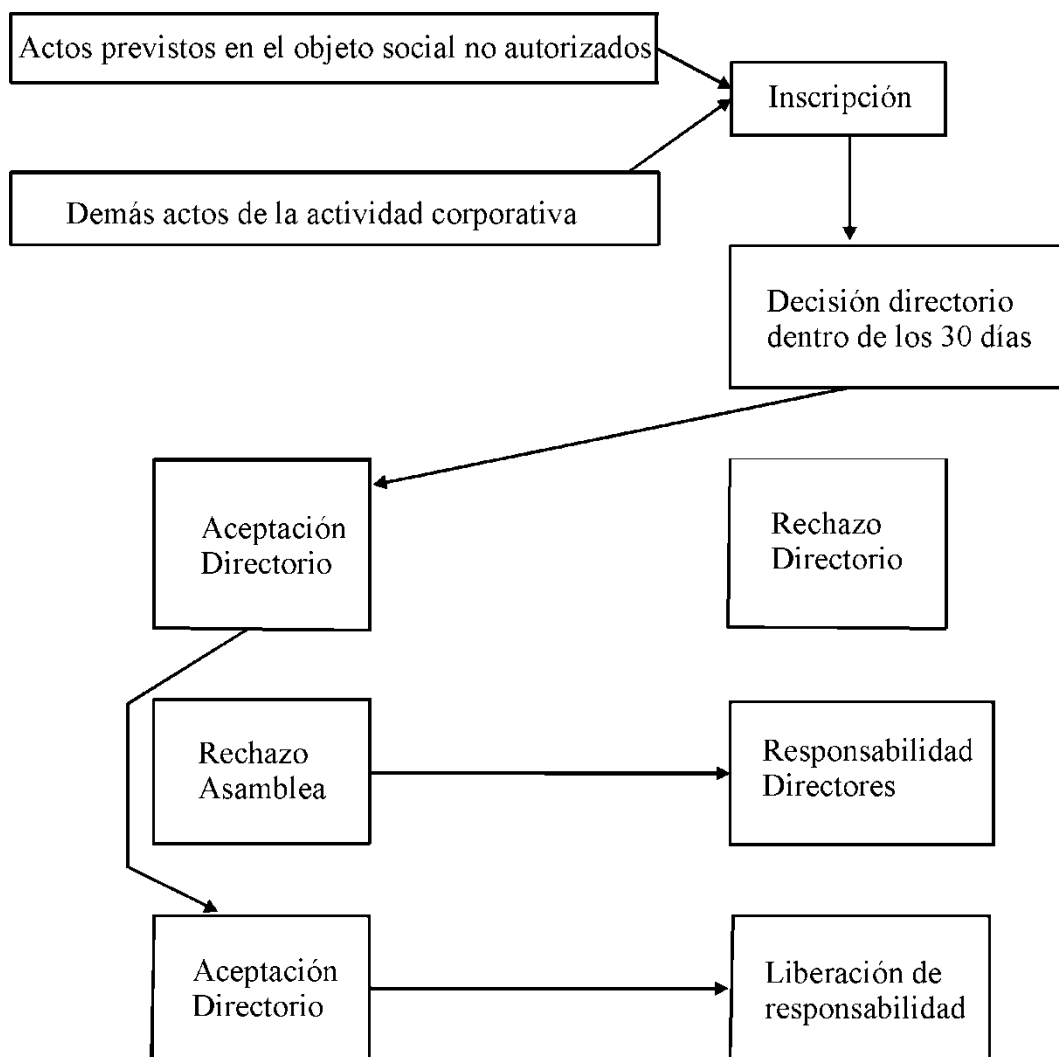 Actos previstos en el objeto social no autorizados
Inscripción
Demás actos de la actividad corporativa
Decisión directorio
dentro de los 30 días
Aceptación
Directorio
Rechazo
Directorio
Rechazo
Asamblea
Responsabilidad
Directores
Aceptación
Directorio
Liberación de
responsabilidad